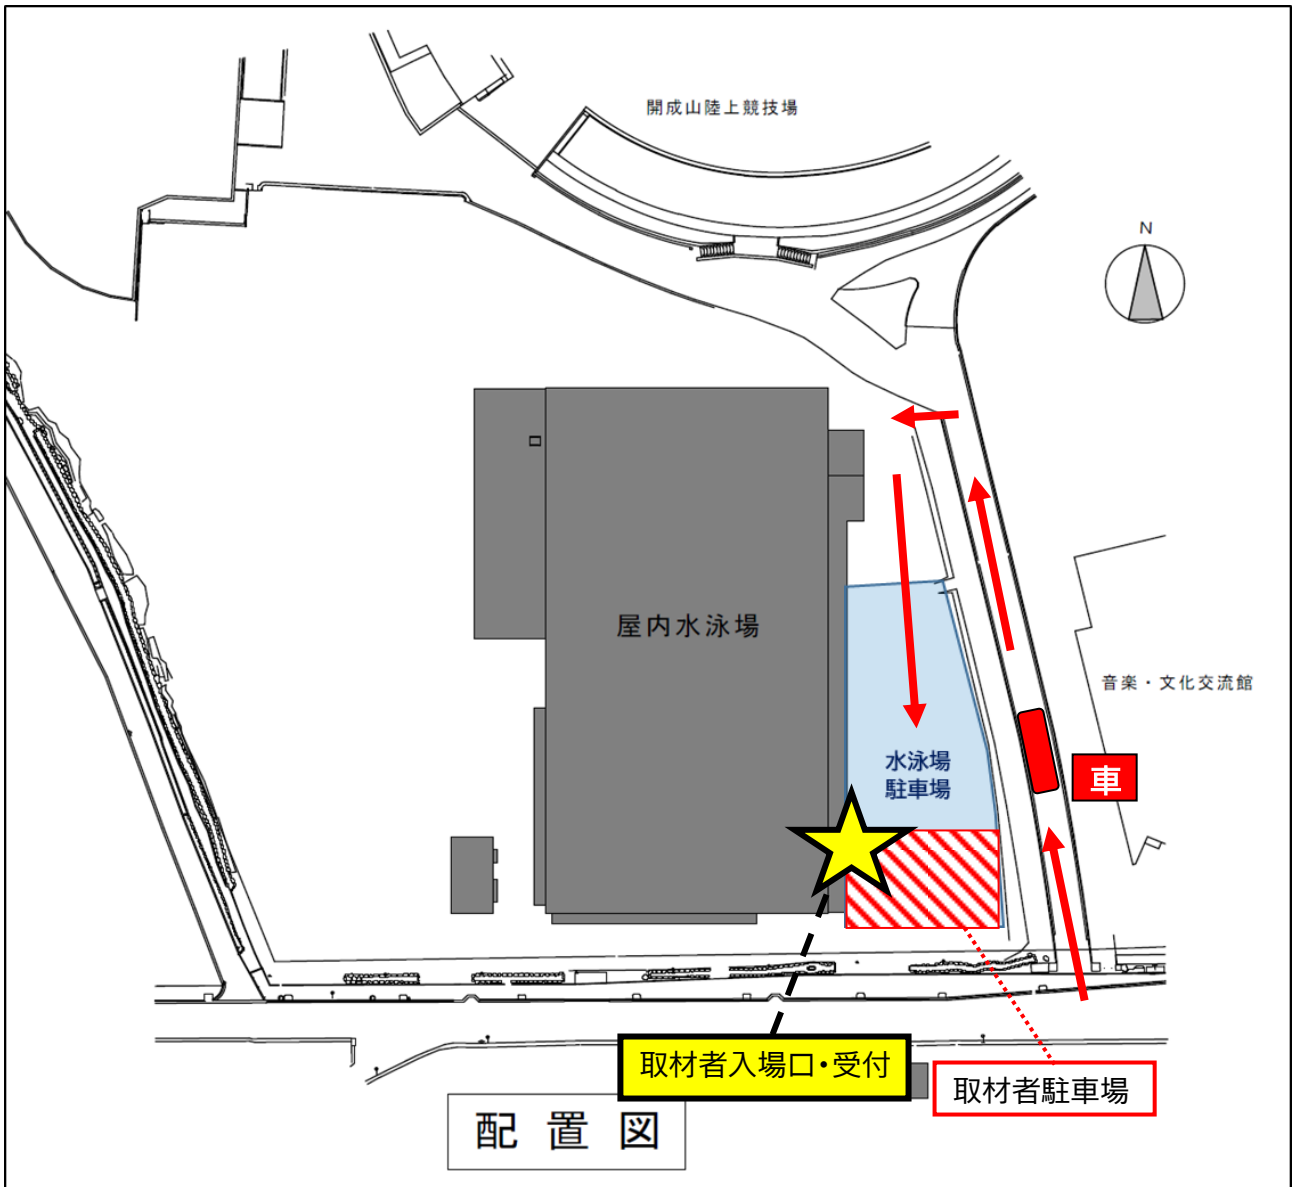 開成山陸上競技場
N
屋内水泳場
音楽・文化交流館
水泳場
駐車場
車
取材者入場口・受付
取材者駐車場
配置図